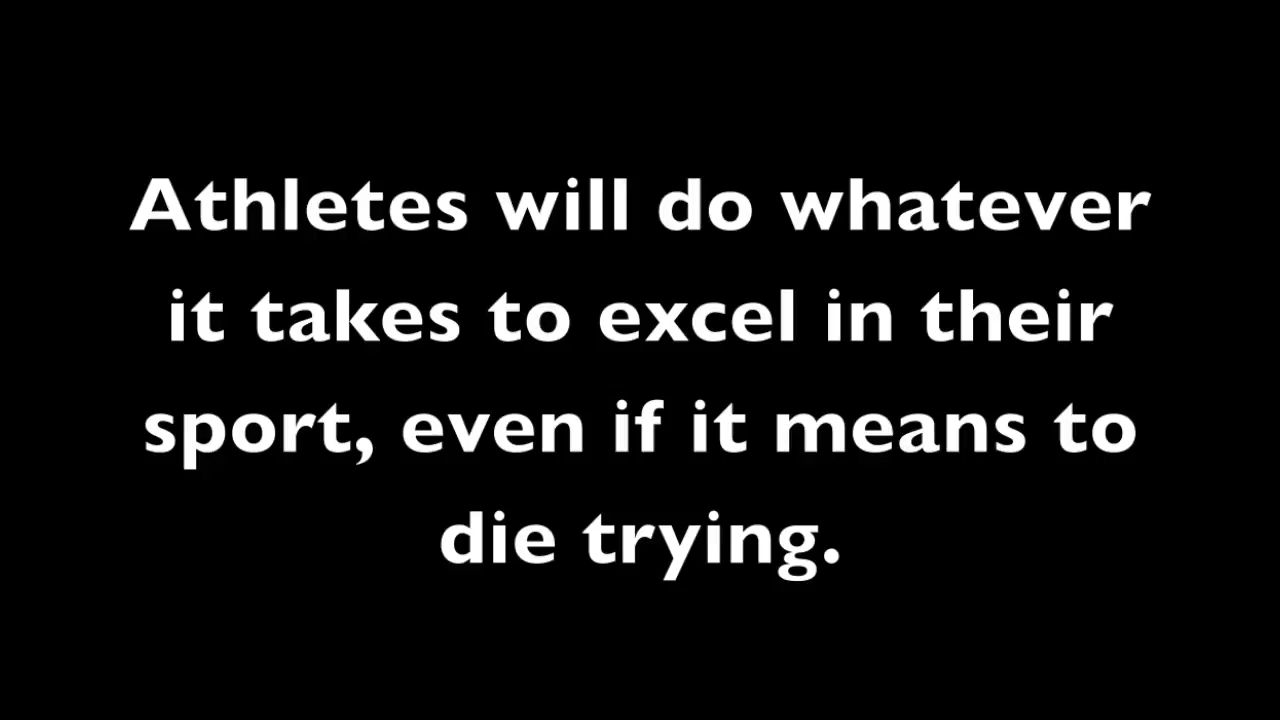 Athletes will do whatever
it takes to excel in their
sport, even if it means to
die trying.